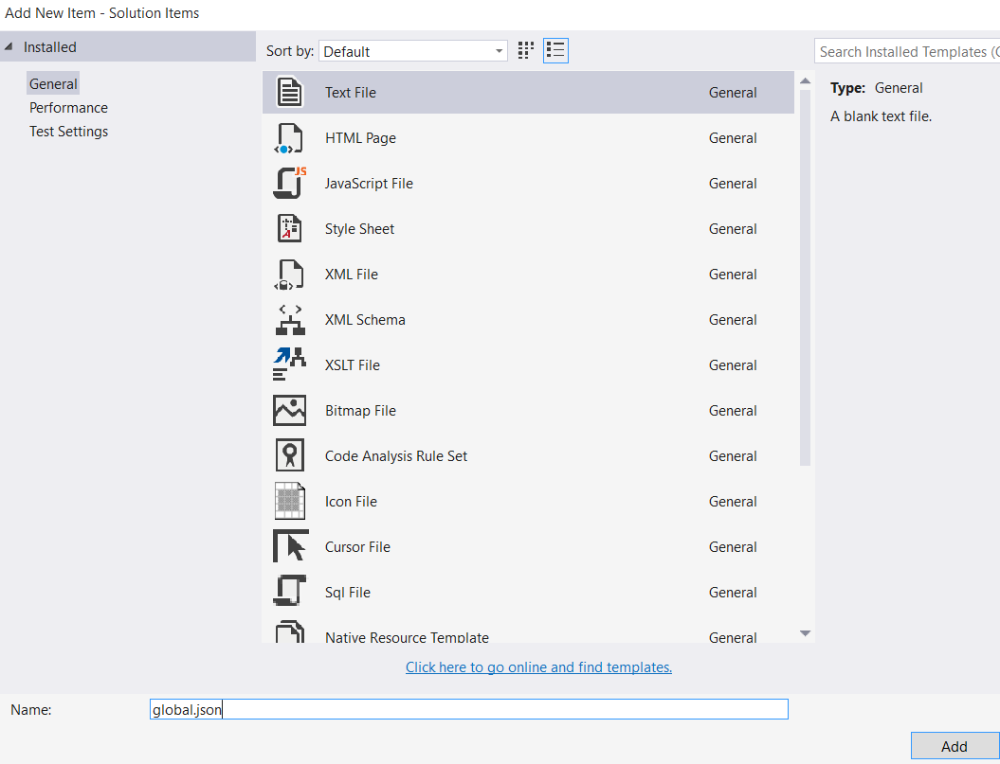 Add New Item - Solution Items
Installed
General
Performance
Test Settings
Sort by: Default
Search Installed Templates (C
Text File General
HTML Page General
JS
JavaScript File General
Style Sheet General
XML File General
XML Schema General
XSLT File General
Bitmap File General
Code Analysis Rule Set General
Icon File General
Cursor File General
Sql File General
Native Resource Template General
Type: General
A blank text file.
Click here to go online and find templates.
Name: global.json
Add